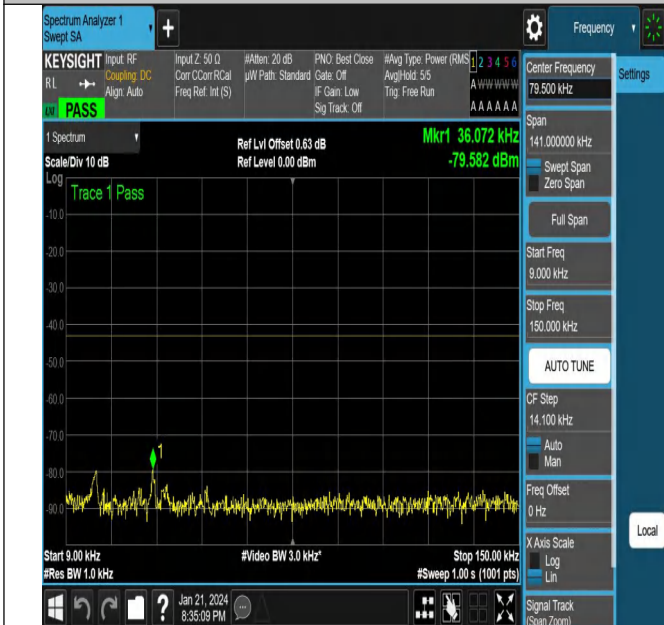 Spectrum Analyzer 1
Swept SA
Frequency
KEYSIGHT
RL
PASS
Input: RF
Coupling: DC
Align: Auto
Input Z: 50 Ω
Corr CCorr RCal
Freq Ref: Int (S)
#Atten: 20 dB
µW Path: Standard
PNO: Best Close
Gate: Off
IF Gain: Low
Sig Track: Off
#Avg Type: Power (RMS
Avg|Hold: 5/5
Trig: Free Run
1 2 3 4 5 6
A W W W W W
A A A A A A
1 Spectrum
Scale/Div 10 dB
Log
Ref Lvl Offset 0.63 dB
Ref Level 0.00 dBm
Mkr1 36.072 kHz
-79.582 dBm
Trace 1 Pass
-10.0
-20.0
-30.0
-40.0
-50.0
-60.0
-70.0
-80.0
-90.0
1
Start 9.00 kHz
#Res BW 1.0 kHz
#Video BW 3.0 kHz*
Stop 150.00 kHz
#Sweep 1.00 s (1001 pts)
Jan 21, 2024
8:35:09 PM
Center Frequency
79.500 kHz
Span
141.000000 kHz
Swept Span
Zero Span
Full Span
Start Freq
9.000 kHz
Stop Freq
150.000 kHz
AUTO TUNE
CF Step
14.100 kHz
Auto
Man
Freq Offset
0 Hz
X Axis Scale
Log
Lin
Signal Track
(Span Zoom)
Settings
Local